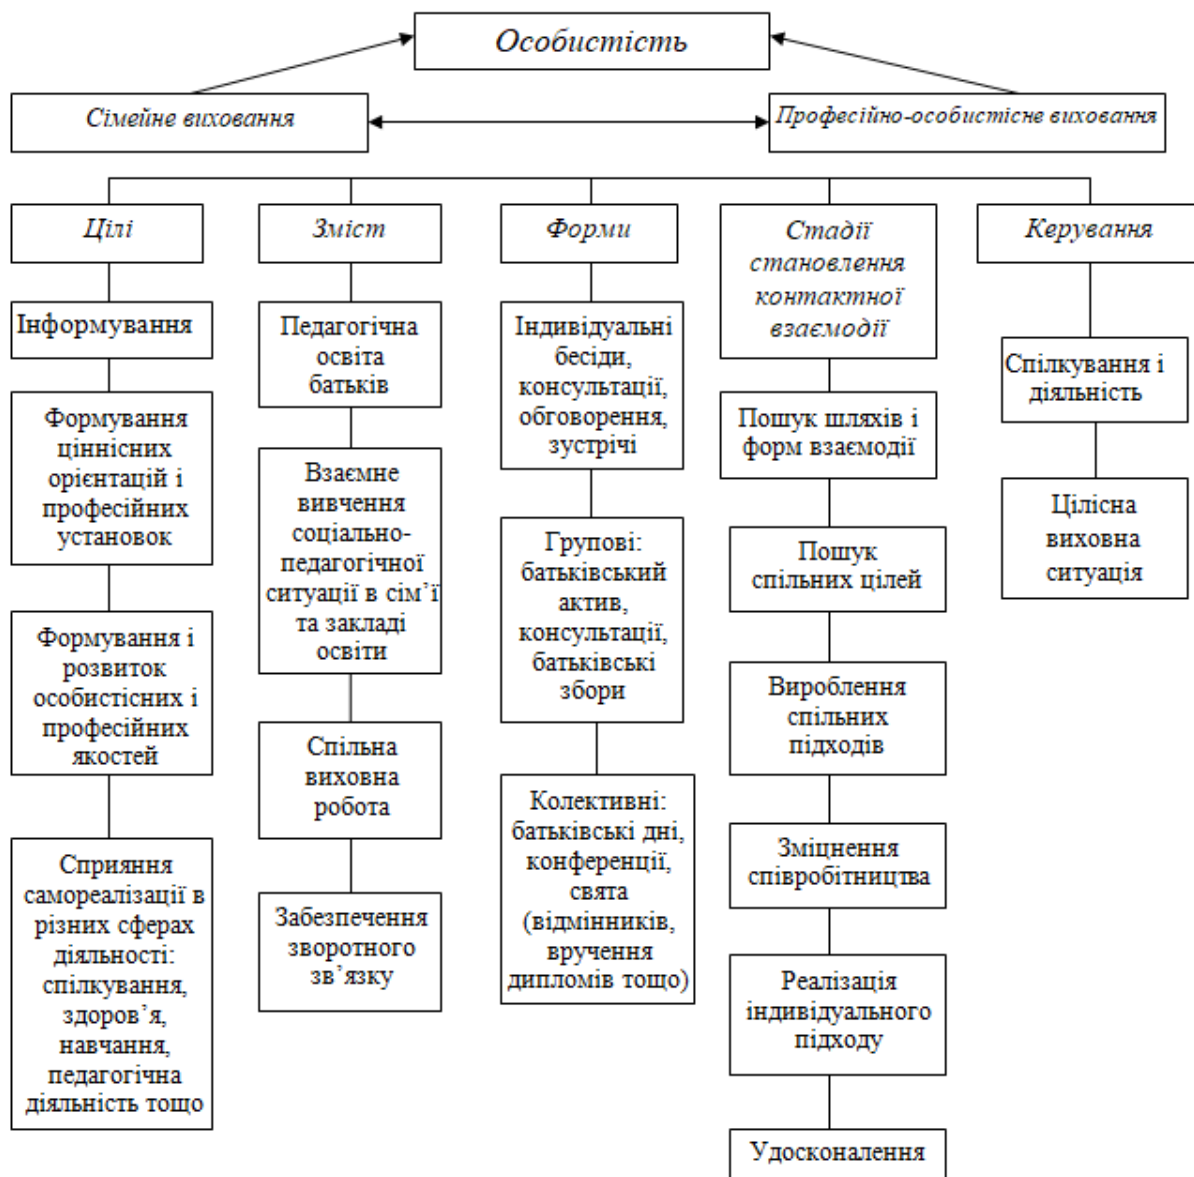 Особистість
Сімейне виховання
Професійно-особистісне виховання
Цілі
Інформування
Формування
ціннісних
орієнтацій і
професійних
установок
Формування і
розвиток
особистісних і
професійних
якостей
Сприяння
самореалізації в
різних сферах
діяльності:
спілкування,
здоров’я,
навчання,
педагогічна
діяльність тощо
Зміст
Педагогічна
освіта
батьків
Взаємне
вивчення
соціально-
педагогічної
ситуації в сім’ї
та закладі
освіти
Спільна
виховна
робота
Забезпечення
зворотного
зв’язку
Форми
Індивідуальні
бесіди,
консультації,
обговорення,
зустрічі
Групові:
батьківський
актив,
консультації,
батьківські
збори
Колективні:
батьківські дні,
конференції,
свята
(відмінників,
вручення
дипломів тощо)
Стадії
становлення
контактної
взаємодії
Пошук шляхів і
форм взаємодії
Пошук
спільних цілей
Вироблення
спільних
підходів
Зміцнення
співробітництва
Реалізація
індивідуального
підходу
Удосконалення
Керування
Спілкування і
діяльність
Цілісна
виховна
ситуація